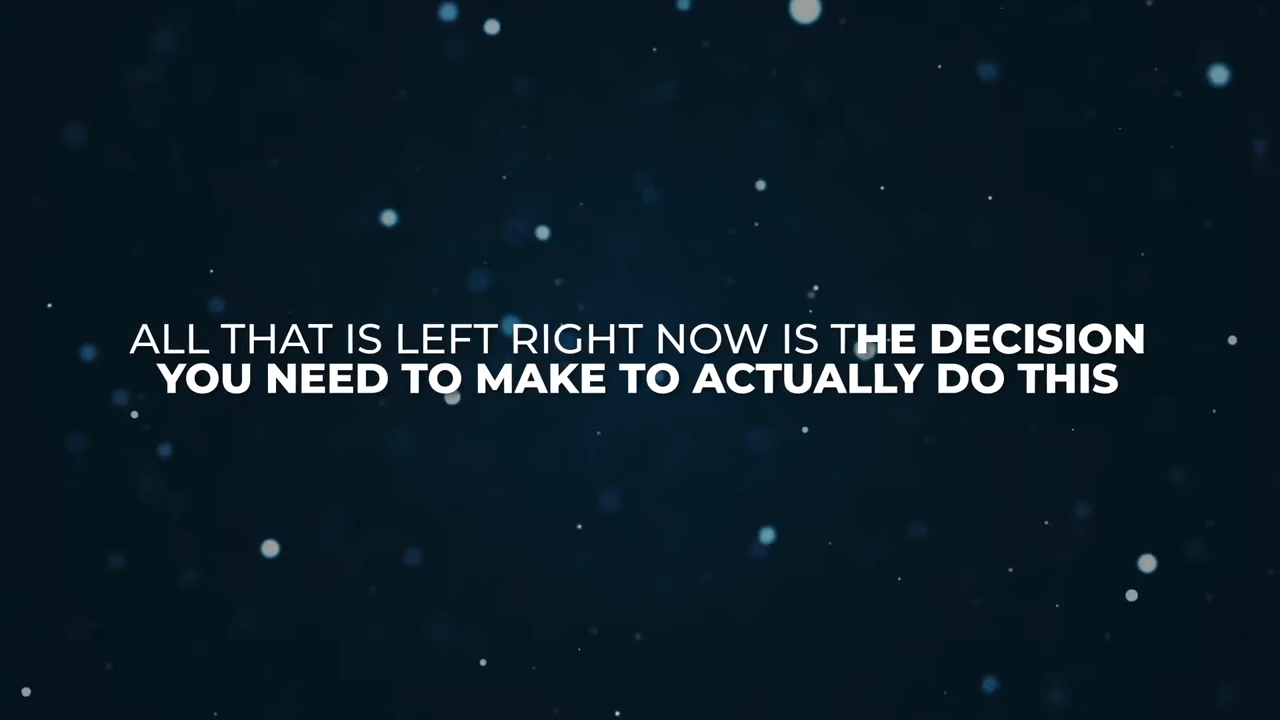 ALL THAT IS LEFT RIGHT NOW IS THE DECISION
YOU NEED TO MAKE TO ACTUALLY DO THIS